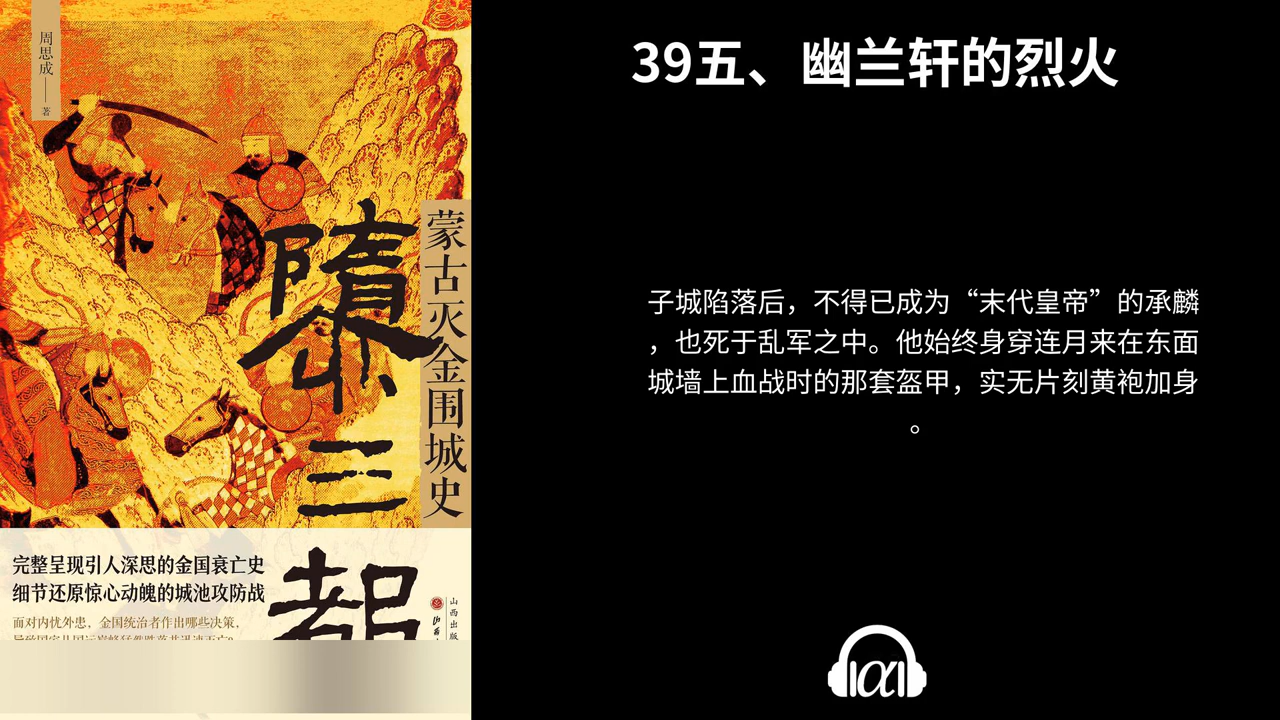 周思成——著
隳三都
蒙古灭金围城史
完整呈现引人深思的金国衰亡史
细节还原惊心动魄的城池攻防战
面对内忧外患，金国统治者作出哪些决策，
山西出版
39五、幽兰轩的烈火
子城陷落后，不得已成为“末代皇帝”的承麟
，也死于乱军之中。他始终身穿连月来在东面
城墙上血战时的那套盔甲，实无片刻黄袍加身
。